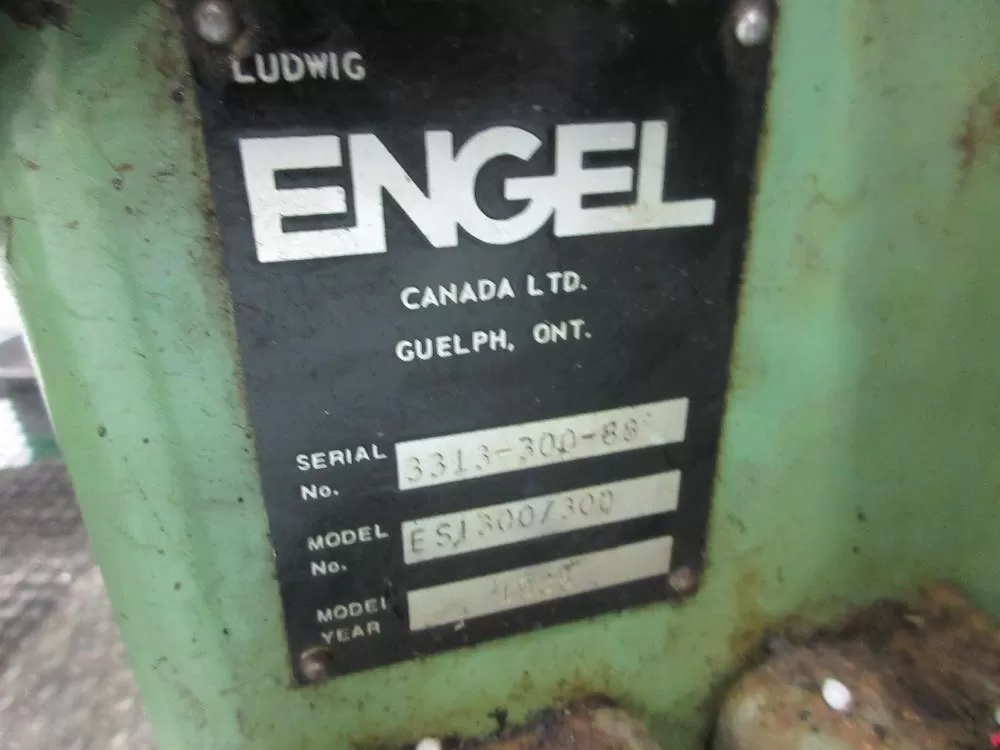 LUDWIG
ENGEL
CANADA LTD.
GUELPH, ONT.
SERIAL No. 3313-300-88
MODEL No. ES1300/300
MODEL YEAR